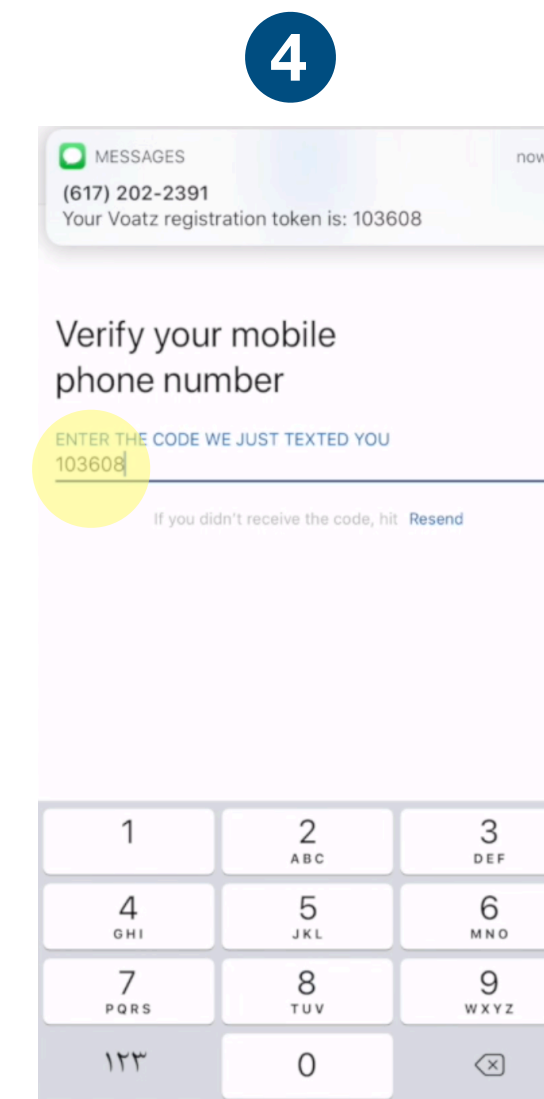 4
MESSAGES
now
(617) 202-2391
Your Voatz registration token is: 103608
Verify your mobile
phone number
ENTER THE CODE WE JUST TEXTED YOU
103608
If you didn't receive the code, hit Resend
1 2 3
ABC DEF
4 5 6
GHI JKL MNO
7 8 9
PQRS TUV WXYZ
١٢٣ 0